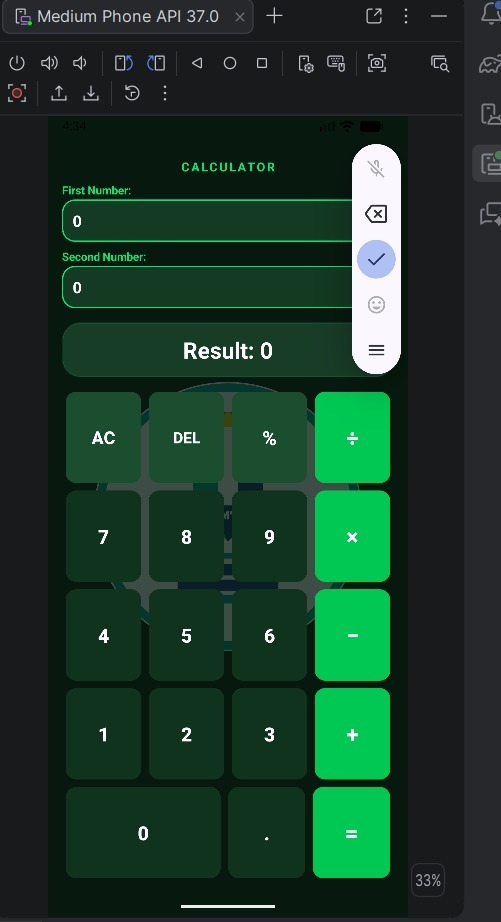 Medium Phone API 37.0
4:34
CALCULATOR
First Number:
0
Second Number:
0
Result: 0
AC DEL % ÷
7 8 9 ×
4 5 6 −
1 2 3 +
0 . =
33%